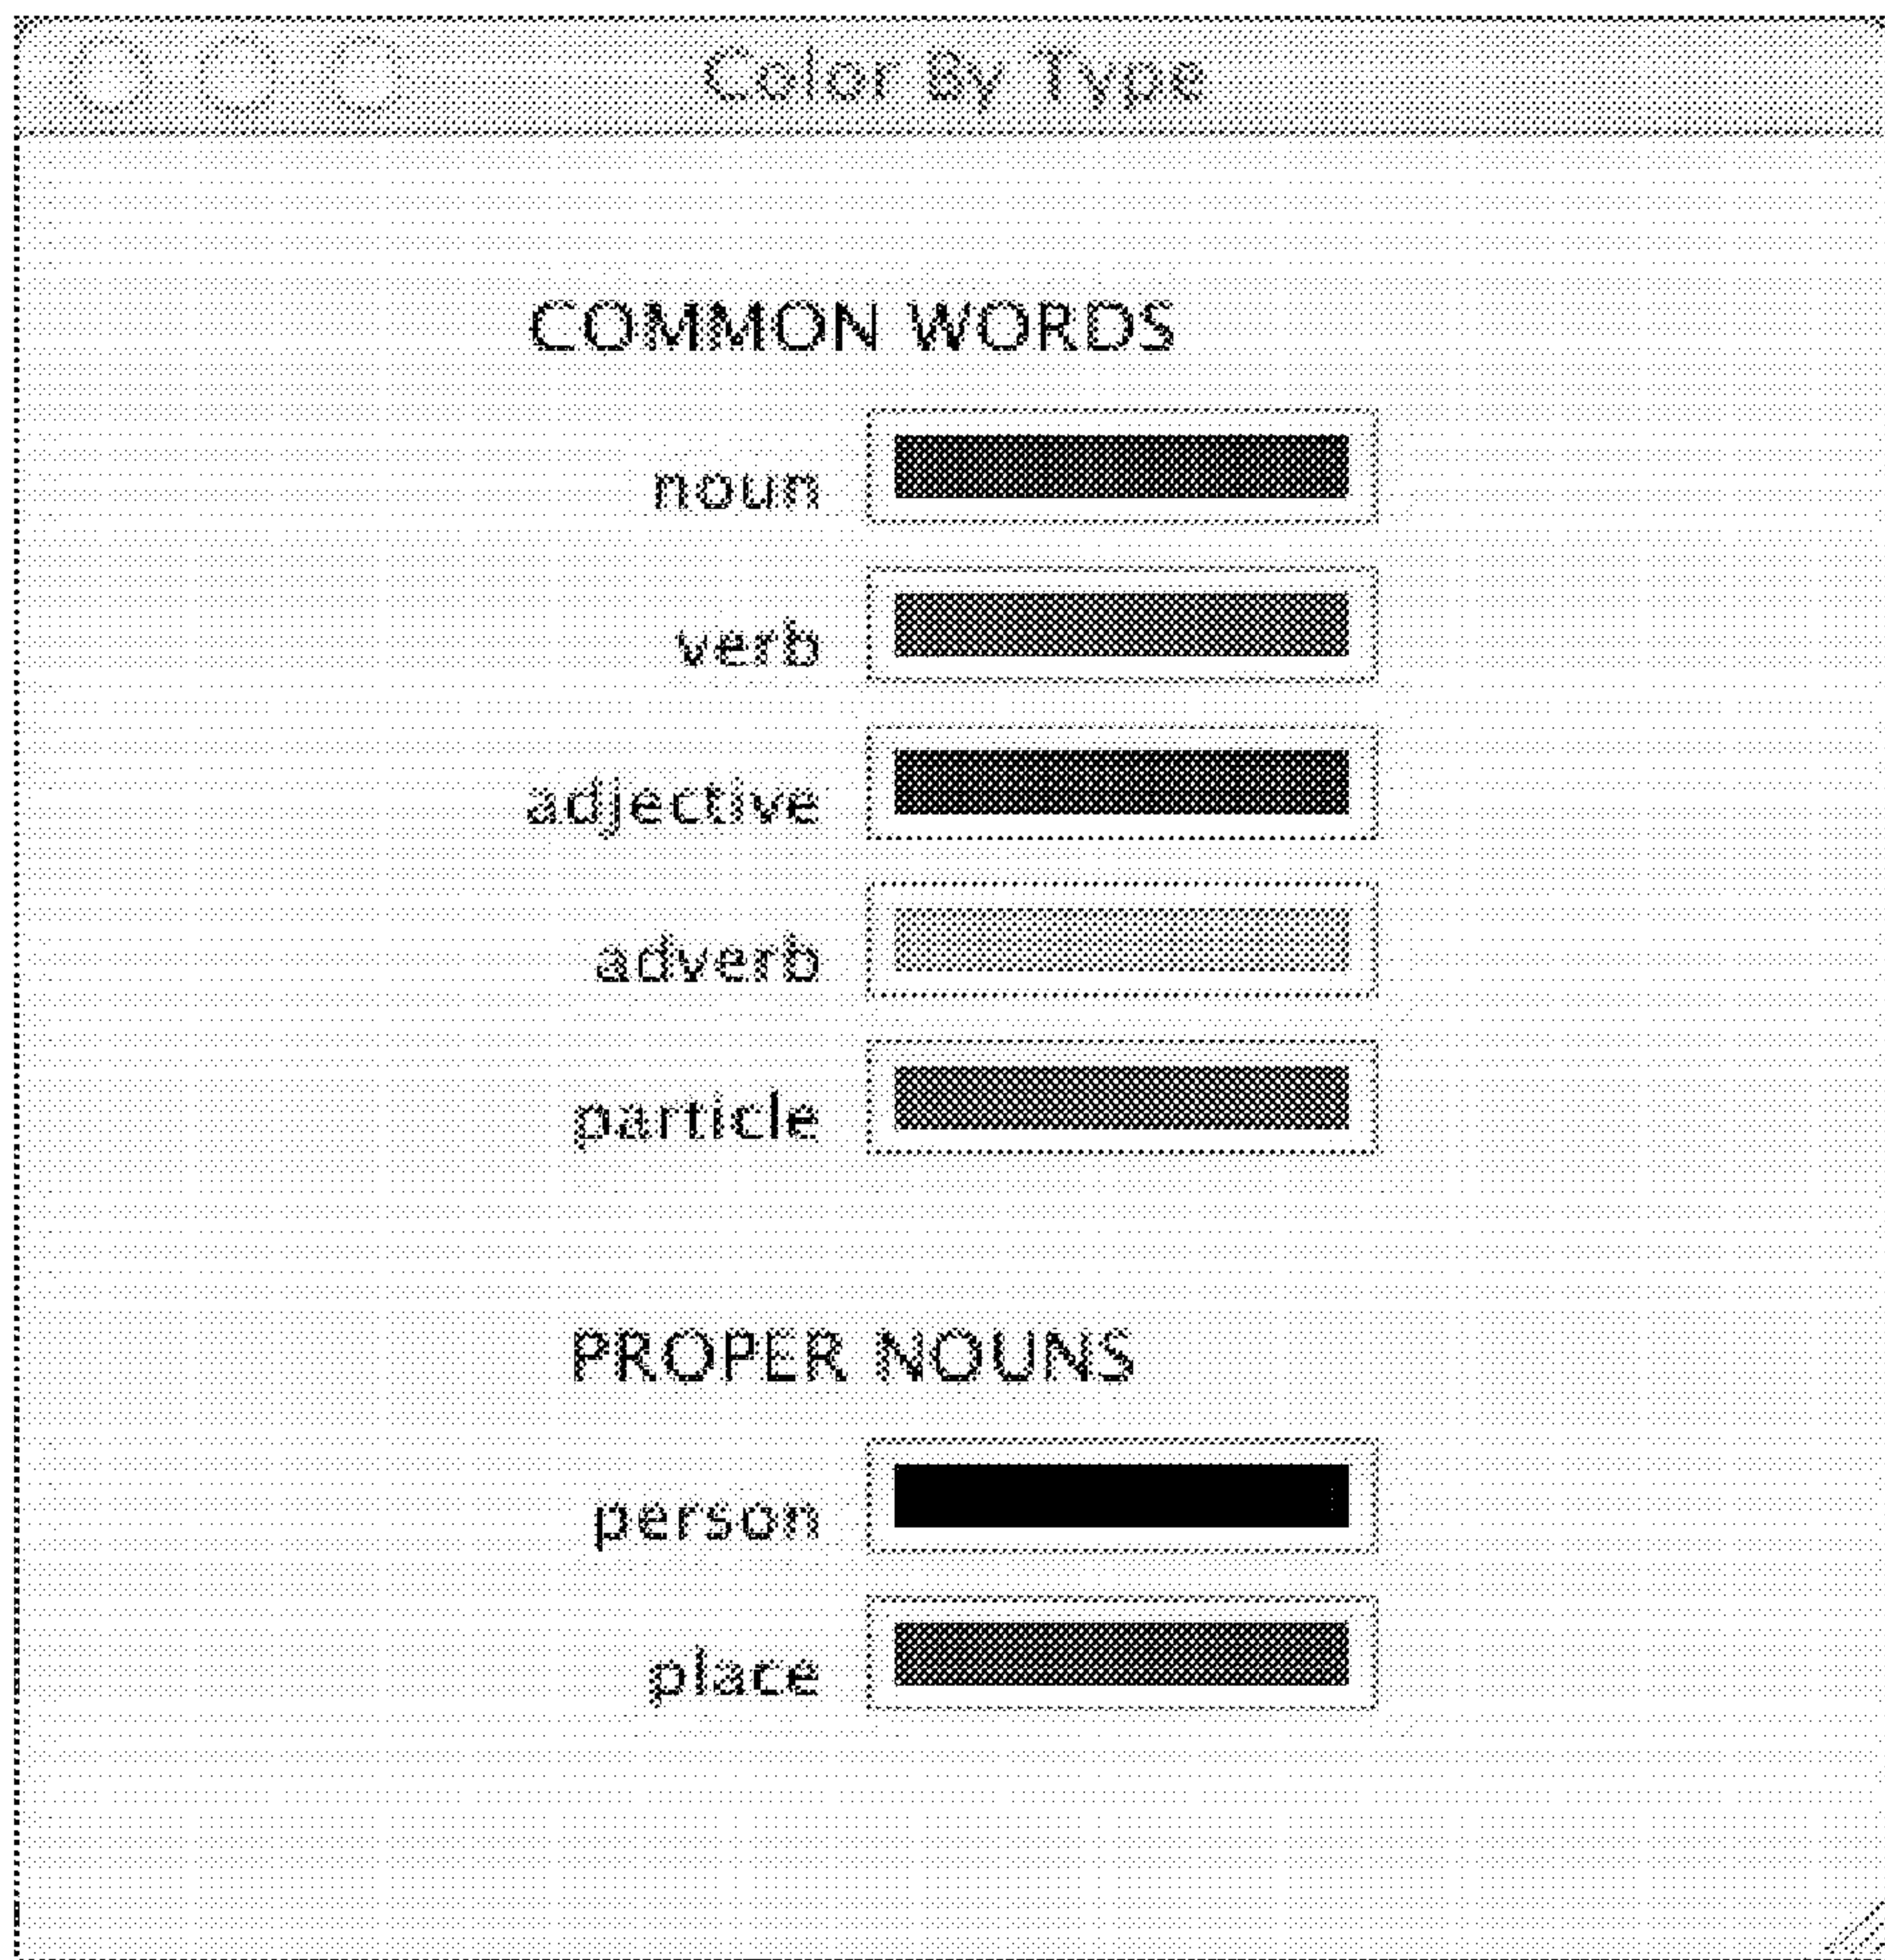 Color By Type
COMMON WORDS
noun
verb
adjective
adverb
particle
PROPER NOUNS
person
place